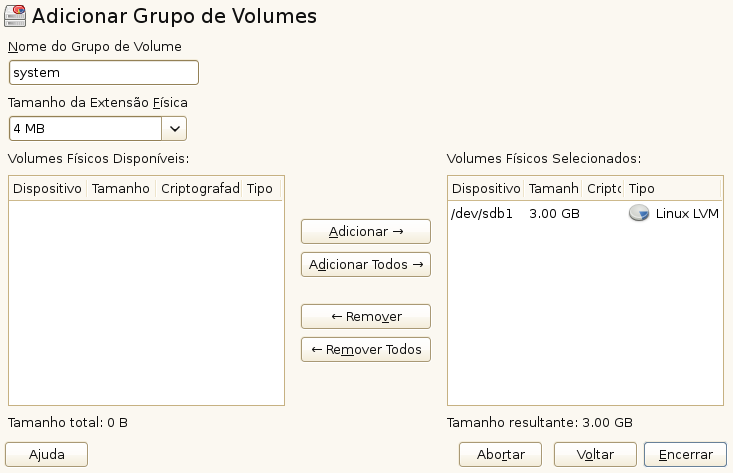 Adicionar Grupo de Volumes
Nome do Grupo de Volume
system
Tamanho da Extensão Física
4 MB
Volumes Físicos Disponíveis:
Dispositivo Tamanho Criptografad Tipo
Volumes Físicos Selecionados:
Dispositivo Tamanh Cripto Tipo
/dev/sdb1 3.00 GB Linux LVM
Adicionar →
Adicionar Todos →
← Remover
← Remover Todos
Tamanho total: 0 B
Tamanho resultante: 3.00 GB
Ajuda
Abortar
Voltar
Encerrar